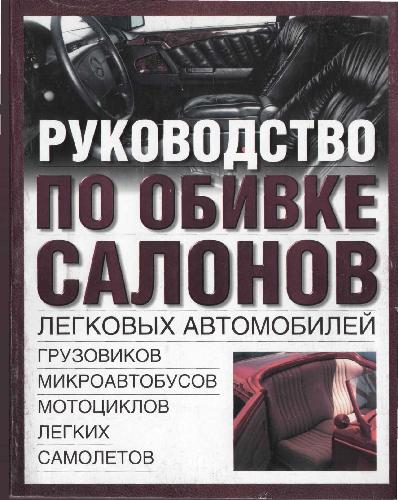 РУКОВОДСТВО
ПО ОБИВКЕ
САЛОНОВ
ЛЕГКОВЫХ АВТОМОБИЛЕЙ
ГРУЗОВИКОВ
МИКРОАВТОБУСОВ
МОТОЦИКЛОВ
ЛЕГКИХ
САМОЛЕТОВ